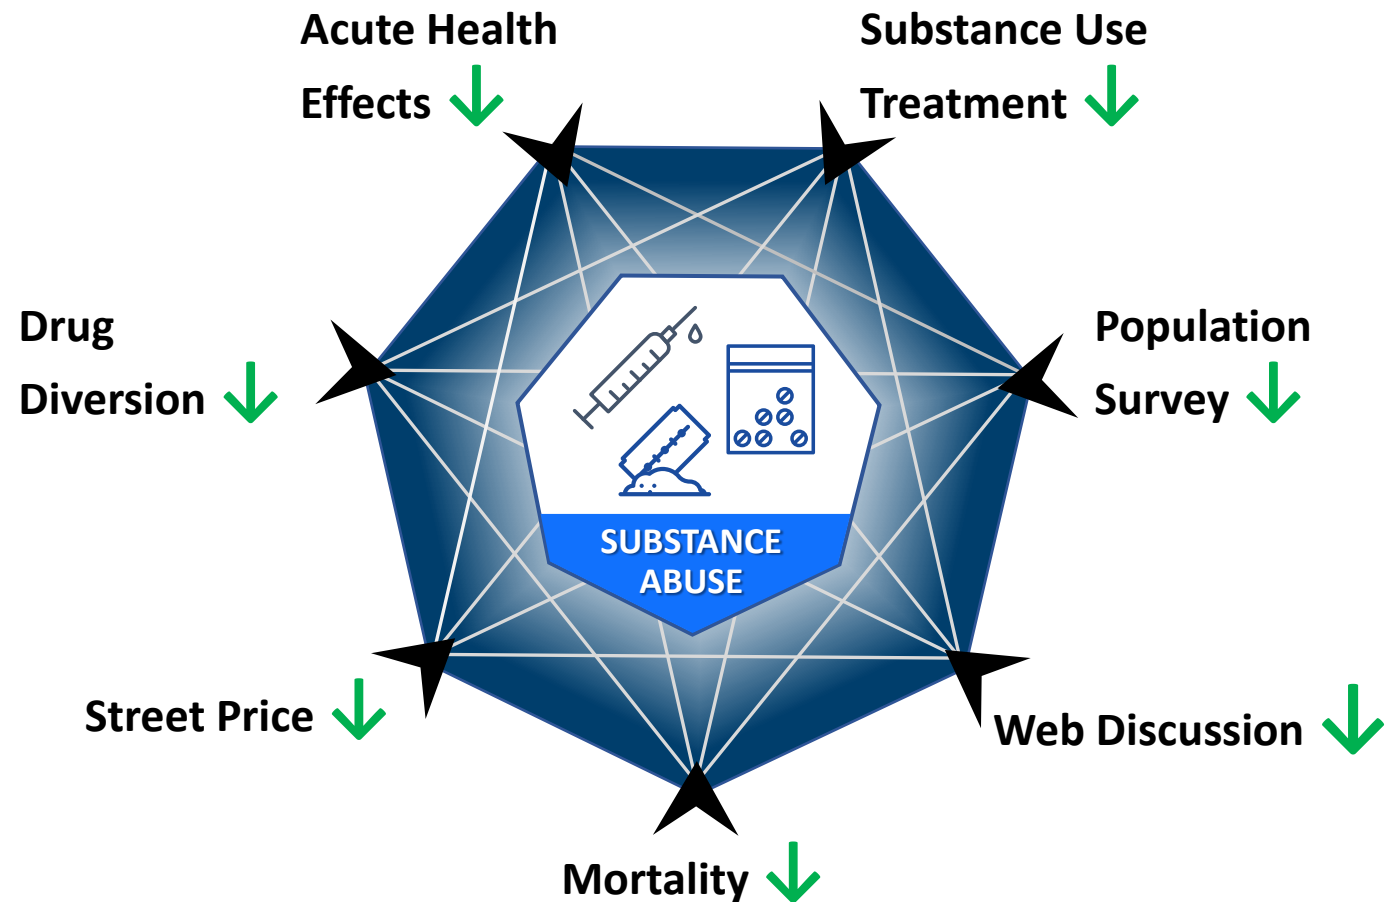 Acute Health
Effects
Substance Use
Treatment
Drug
Diversion
Population
Survey
SUBSTANCE
ABUSE
Street Price
Web Discussion
Mortality